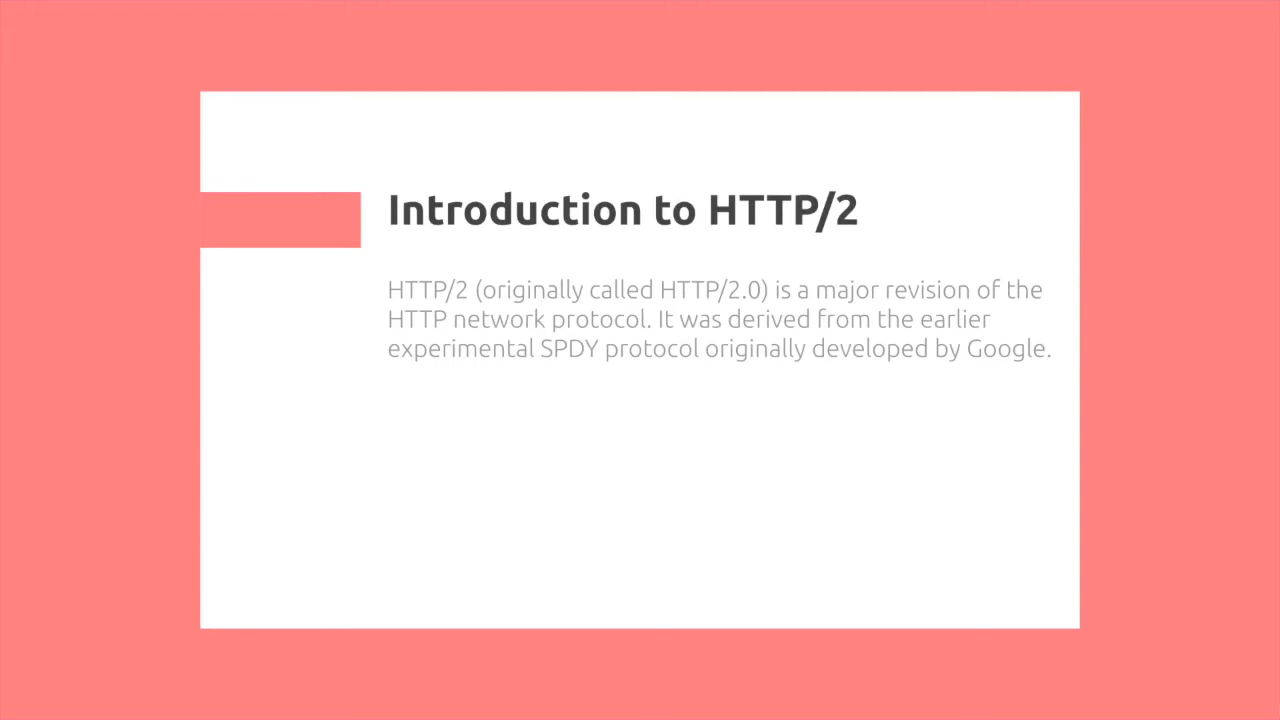 Introduction to HTTP/2
HTTP/2 (originally called HTTP/2.0) is a major revision of the
HTTP network protocol. It was derived from the earlier
experimental SPDY protocol originally developed by Google.